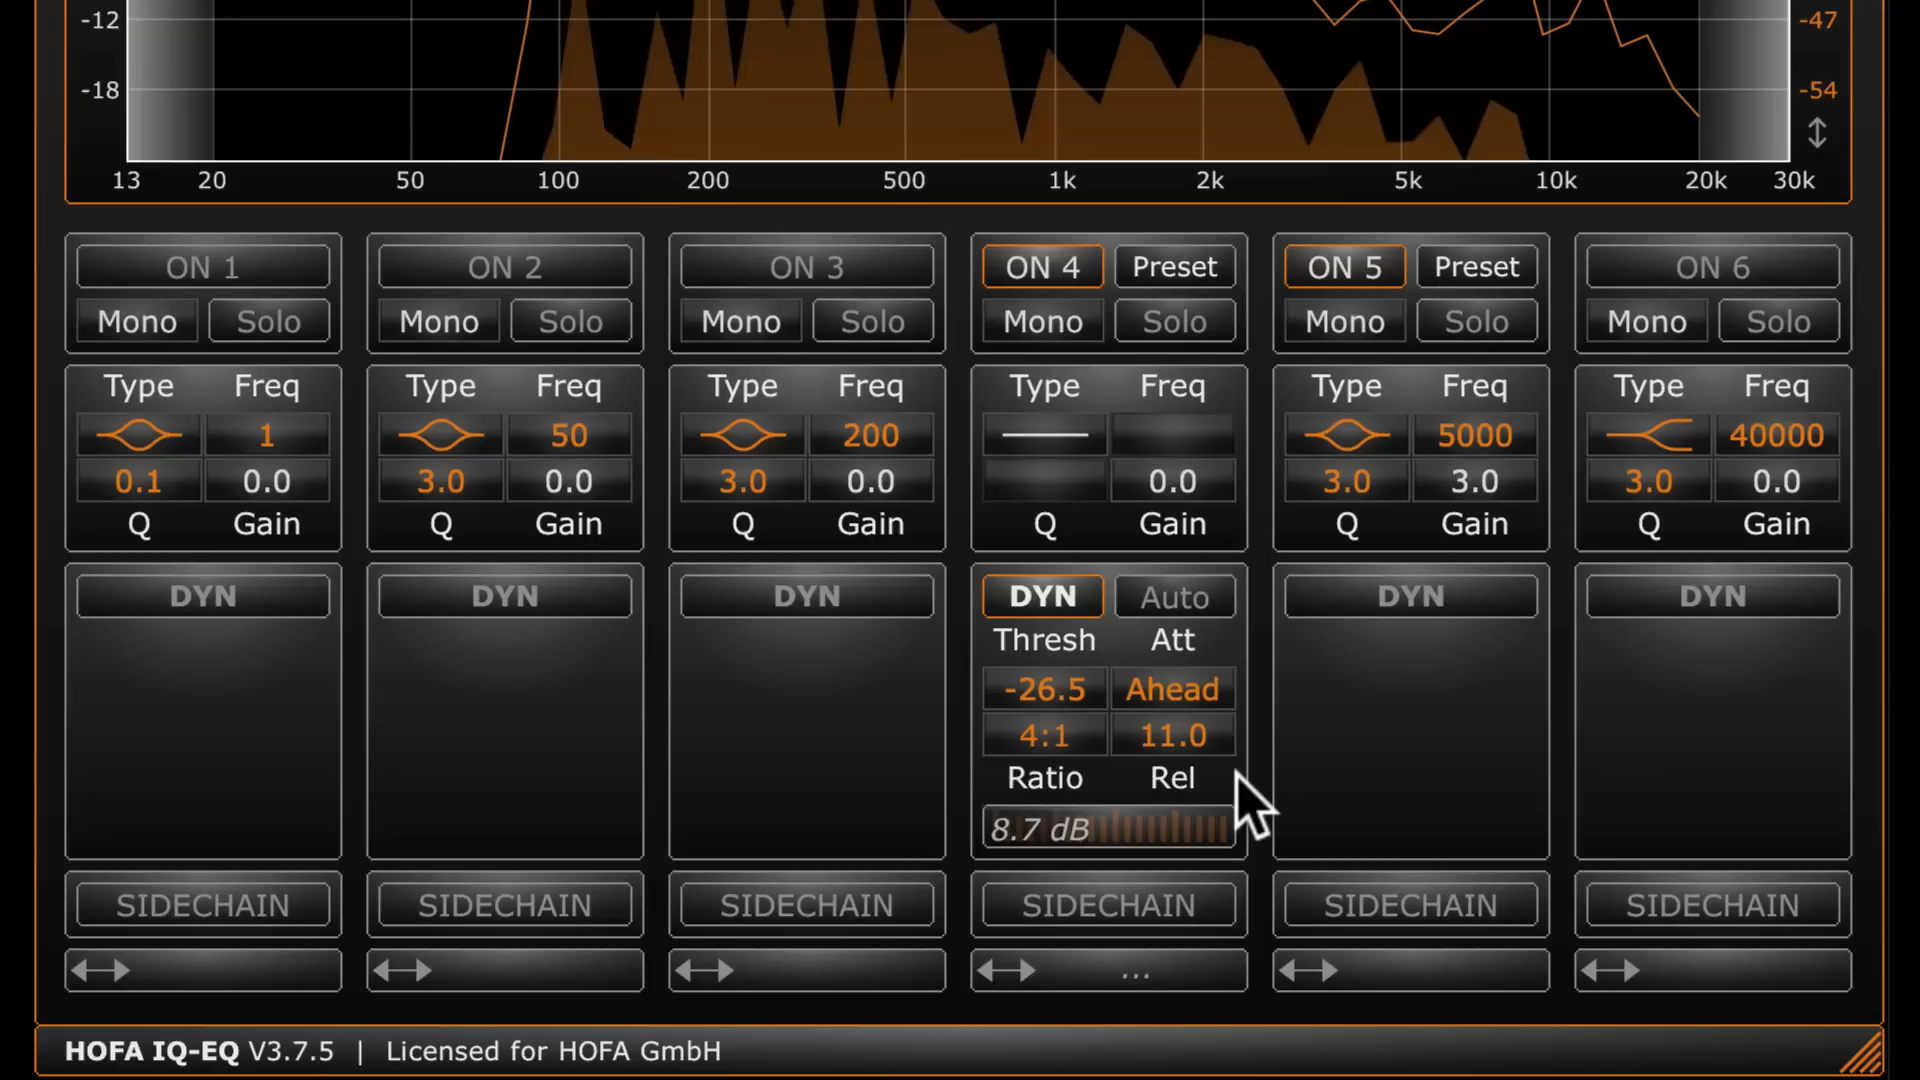 -12 -47
-18 -54
13 20 50 100 200 500 1k 2k 5k 10k 20k 30k
ON 1 ON 2 ON 3 ON 4 Preset ON 5 Preset ON 6
Mono Solo Mono Solo Mono Solo Mono Solo Mono Solo Mono Solo
Type Freq Type Freq Type Freq Type Freq Type Freq Type Freq
1 50 200 5000 40000
0.1 0.0 3.0 0.0 3.0 0.0 0.0 3.0 3.0 3.0 0.0
Q Gain Q Gain Q Gain Q Gain Q Gain Q Gain
DYN DYN DYN DYN Auto DYN DYN
Thresh Att
-26.5 Ahead
4:1 11.0
Ratio Rel
8.7 dB
SIDECHAIN SIDECHAIN SIDECHAIN SIDECHAIN SIDECHAIN SIDECHAIN
...
HOFA IQ-EQ V3.7.5 | Licensed for HOFA GmbH